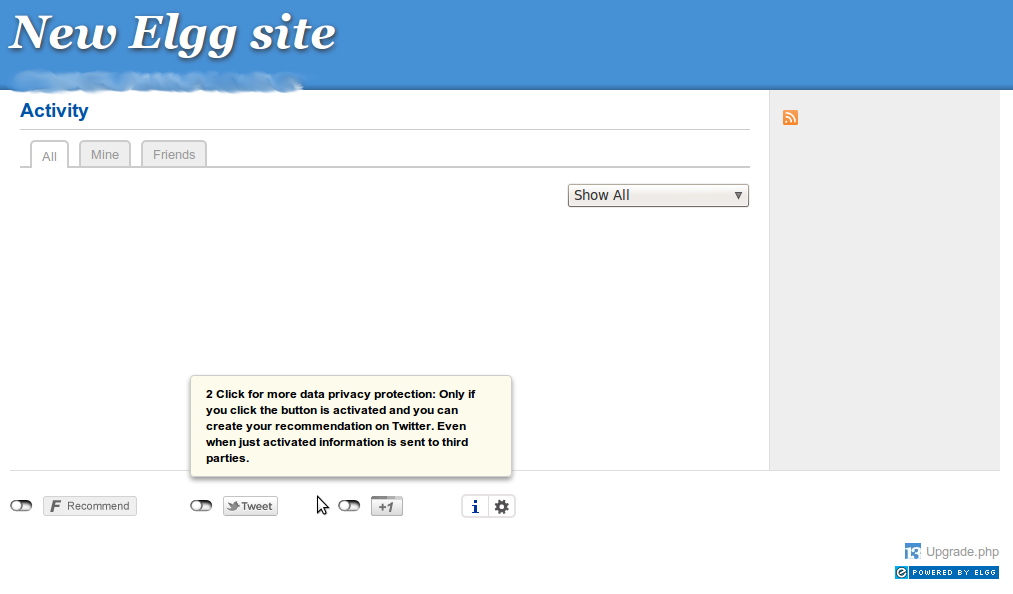 New Elgg site
Activity
All
Mine
Friends
Show All
2 Click for more data privacy protection: Only if
you click the button is activated and you can
create your recommendation on Twitter. Even
when just activated information is sent to third
parties.
F Recommend
Tweet
+1
i
13 Upgrade.php
e POWERED BY ELGG